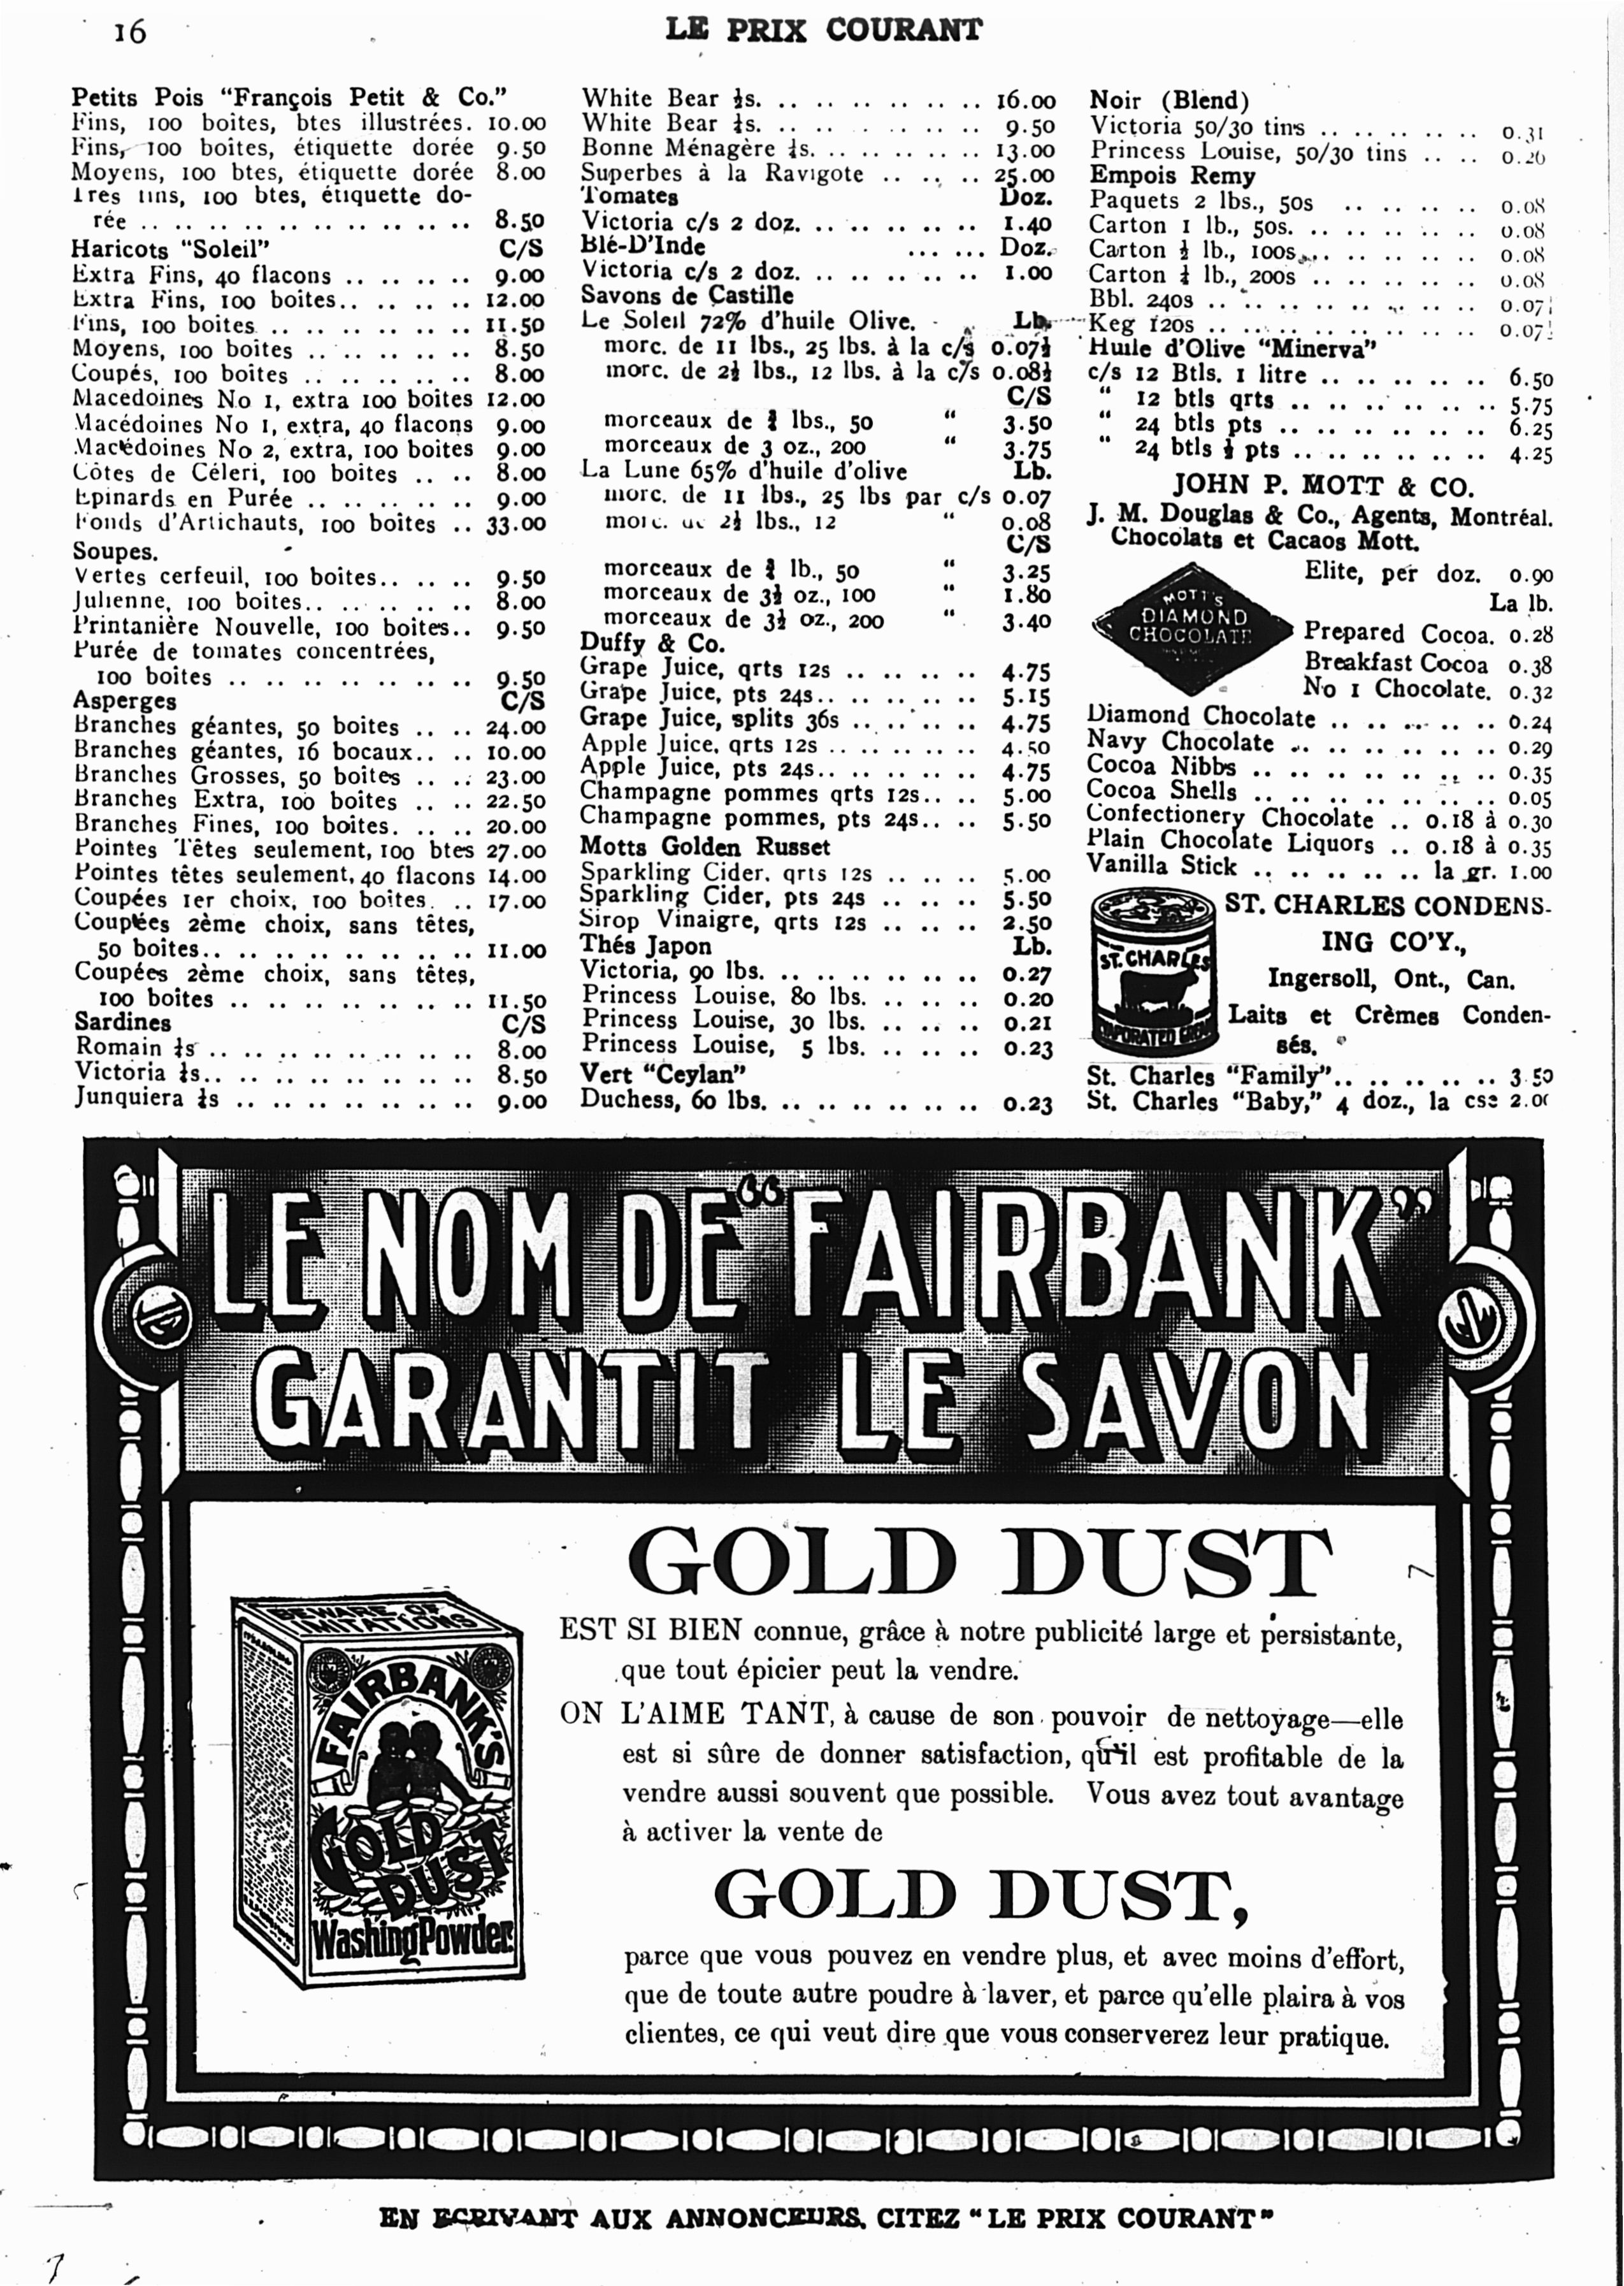 16
LE PRIX COURANT
Petits Pois "François Petit & Co."
Fins, 100 boites, btes illustrées. 10.00
Fins, 100 boites, étiquette dorée 9.50
Moyens, 100 btes, étiquette dorée 8.00
Tres fins, 100 btes, étiquette do-
rée .. .. .. .. .. .. .. .. .. .. .. 8.50
Haricots "Soleil" C/S
Extra Fins, 40 flacons .. .. .. .. 9.00
Extra Fins, 100 boites.. .. .. .. 12.00
Fins, 100 boites .. .. .. .. .. .. .. 11.50
Moyens, 100 boites .. .. .. .. .. 8.50
Coupés, 100 boites .. .. .. .. .. 8.00
Macédoines No 1, extra 100 boites 12.00
Macédoines No 1, extra, 40 flacons 9.00
Macédoines No 2, extra, 100 boites 9.00
Côtes de Céleri, 100 boites .. .. 8.00
Epinards en Purée .. .. .. .. .. 9.00
Fonds d'Artichauts, 100 boites .. 33.00
Soupes.
Vertes cerfeuil, 100 boites.. .. .. 9.50
Julienne, 100 boites.. .. .. .. .. 8.00
Printanière Nouvelle, 100 boites.. 9.50
Purée de tomates concentrées,
100 boites .. .. .. .. .. .. .. .. 9.50
Asperges C/S
Branches géantes, 50 boites .. .. 24.00
Branches géantes, 16 bocaux.. .. 10.00
Branches Grosses, 50 boites .. .. 23.00
Branches Extra, 100 boites .. .. 22.50
Branches Fines, 100 boites. .. .. 20.00
Pointes Têtes seulement, 100 btes 27.00
Pointes têtes seulement, 40 flacons 14.00
Coupées 1er choix, 100 boites. .. 17.00
Coupées 2ème choix, sans têtes,
50 boites.. .. .. .. .. .. .. .. .. 11.00
Coupées 2ème choix, sans têtes,
100 boites .. .. .. .. .. .. .. .. 11.50
Sardines C/S
Romain ¼s .. .. .. .. .. .. .. .. .. 8.00
Victoria ¼s.. .. .. .. .. .. .. .. .. 8.50
Junquiera ¼s .. .. .. .. .. .. .. .. 9.00
White Bear ½s. .. .. .. .. .. .. .. 16.00
White Bear ¼s. .. .. .. .. .. .. .. 9.50
Bonne Ménagère ¼s. .. .. .. .. .. 13.00
Superbes à la Ravigote .. .. .. .. 25.00
Tomates Doz.
Victoria c/s 2 doz. .. .. .. .. .. .. 1.40
Blé-D'Inde ... ... Doz.
Victoria c/s 2 doz. .. .. .. .. .. .. 1.00
Savons de Castille
Le Soleil 72% d'huile Olive. Lb.
morc. de 11 lbs., 25 lbs. à la c/s 0.07½
morc. de 2½ lbs., 12 lbs. à la c/s 0.08½
C/S
morceaux de ¾ lbs., 50 " 3.50
morceaux de 3 oz., 200 " 3.75
La Lune 65% d'huile d'olive Lb.
morc. de 11 lbs., 25 lbs par c/s 0.07
morc. de 2½ lbs., 12 " 0.08
C/S
morceaux de ¾ lb., 50 " 3.25
morceaux de 3½ oz., 100 " 1.80
morceaux de 3½ oz., 200 " 3.40
Duffy & Co.
Grape Juice, qrts 12s .. .. .. .. .. 4.75
Grape Juice, pts 24s.. .. .. .. .. .. 5.15
Grape Juice, splits 36s .. .. .. .. .. 4.75
Apple Juice, qrts 12s .. .. .. .. .. 4.50
Apple Juice, pts 24s.. .. .. .. .. .. 4.75
Champagne pommes qrts 12s.. .. 5.00
Champagne pommes, pts 24s.. .. 5.50
Motts Golden Russet
Sparkling Cider, qrts 12s .. .. .. 5.00
Sparkling Cider, pts 24s .. .. .. 5.50
Sirop Vinaigre, qrts 12s .. .. .. 2.50
Thés Japon Lb.
Victoria, 90 lbs. .. .. .. .. .. .. .. 0.27
Princess Louise, 80 lbs. .. .. .. .. 0.20
Princess Louise, 30 lbs. .. .. .. .. 0.21
Princess Louise, 5 lbs. .. .. .. .. 0.23
Vert "Ceylan"
Duchess, 60 lbs. .. .. .. .. .. .. .. 0.23
Noir (Blend)
Victoria 50/30 tins .. .. .. .. .. 0.31
Princess Louise, 50/30 tins .. .. 0.26
Empois Remy
Paquets 2 lbs., 50s .. .. .. .. 0.08
Carton 1 lb., 50s. .. .. .. .. .. .. 0.08
Carton ½ lb., 100s.. .. .. .. .. .. 0.08
Carton ¼ lb., 200s .. .. .. .. .. 0.08
Bbl. 240s .. .. .. .. .. .. .. .. 0.07½
Keg 120s .. .. .. .. .. .. .. .. 0.07½
Huile d'Olive "Minerva"
c/s 12 Btls. 1 litre .. .. .. .. .. 6.50
" 12 btls qrts .. .. .. .. .. .. 5.75
" 24 btls pts .. .. .. .. .. .. 6.25
" 24 btls ½ pts .. .. .. .. .. 4.25
JOHN P. MOTT & CO.
J. M. Douglas & Co., Agents, Montréal.
Chocolats et Cacaos Mott.
MOTT'S
DIAMOND
CHOCOLATE
Elite, per doz. 0.90
La lb.
Prepared Cocoa. 0.28
Breakfast Cocoa 0.38
No 1 Chocolate. 0.32
Diamond Chocolate .. .. .. .. .. 0.24
Navy Chocolate .. .. .. .. .. .. 0.29
Cocoa Nibbs .. .. .. .. .. .. .. .. 0.35
Cocoa Shells .. .. .. .. .. .. .. .. 0.05
Confectionery Chocolate .. 0.18 à 0.30
Plain Chocolate Liquors .. 0.18 à 0.35
Vanilla Stick .. .. .. .. .. la gr. 1.00
ST. CHARLES
EVAPORATED CREAM
ST. CHARLES CONDENS-
ING CO'Y.,
Ingersoll, Ont., Can.
Laits et Crèmes Conden-
sés.
St. Charles "Family".. .. .. .. .. 3.50
St. Charles "Baby," 4 doz., la cse 2.00
LE NOM DE "FAIRBANK"
GARANTIT LE SAVON
GOLD DUST
EST SI BIEN connue, grâce à notre publicité large et persistante,
que tout épicier peut la vendre.
ON L'AIME TANT, à cause de son pouvoir de nettoyage—elle
est si sûre de donner satisfaction, qu'il est profitable de la
vendre aussi souvent que possible. Vous avez tout avantage
à activer la vente de
GOLD DUST,
parce que vous pouvez en vendre plus, et avec moins d'effort,
que de toute autre poudre à laver, et parce qu'elle plaira à vos
clientes, ce qui veut dire que vous conserverez leur pratique.
BEWARE OF
IMITATIONS
FAIRBANK'S
GOLD
DUST
Washing Powder.
EN ECRIVANT AUX ANNONCEURS, CITEZ "LE PRIX COURANT"